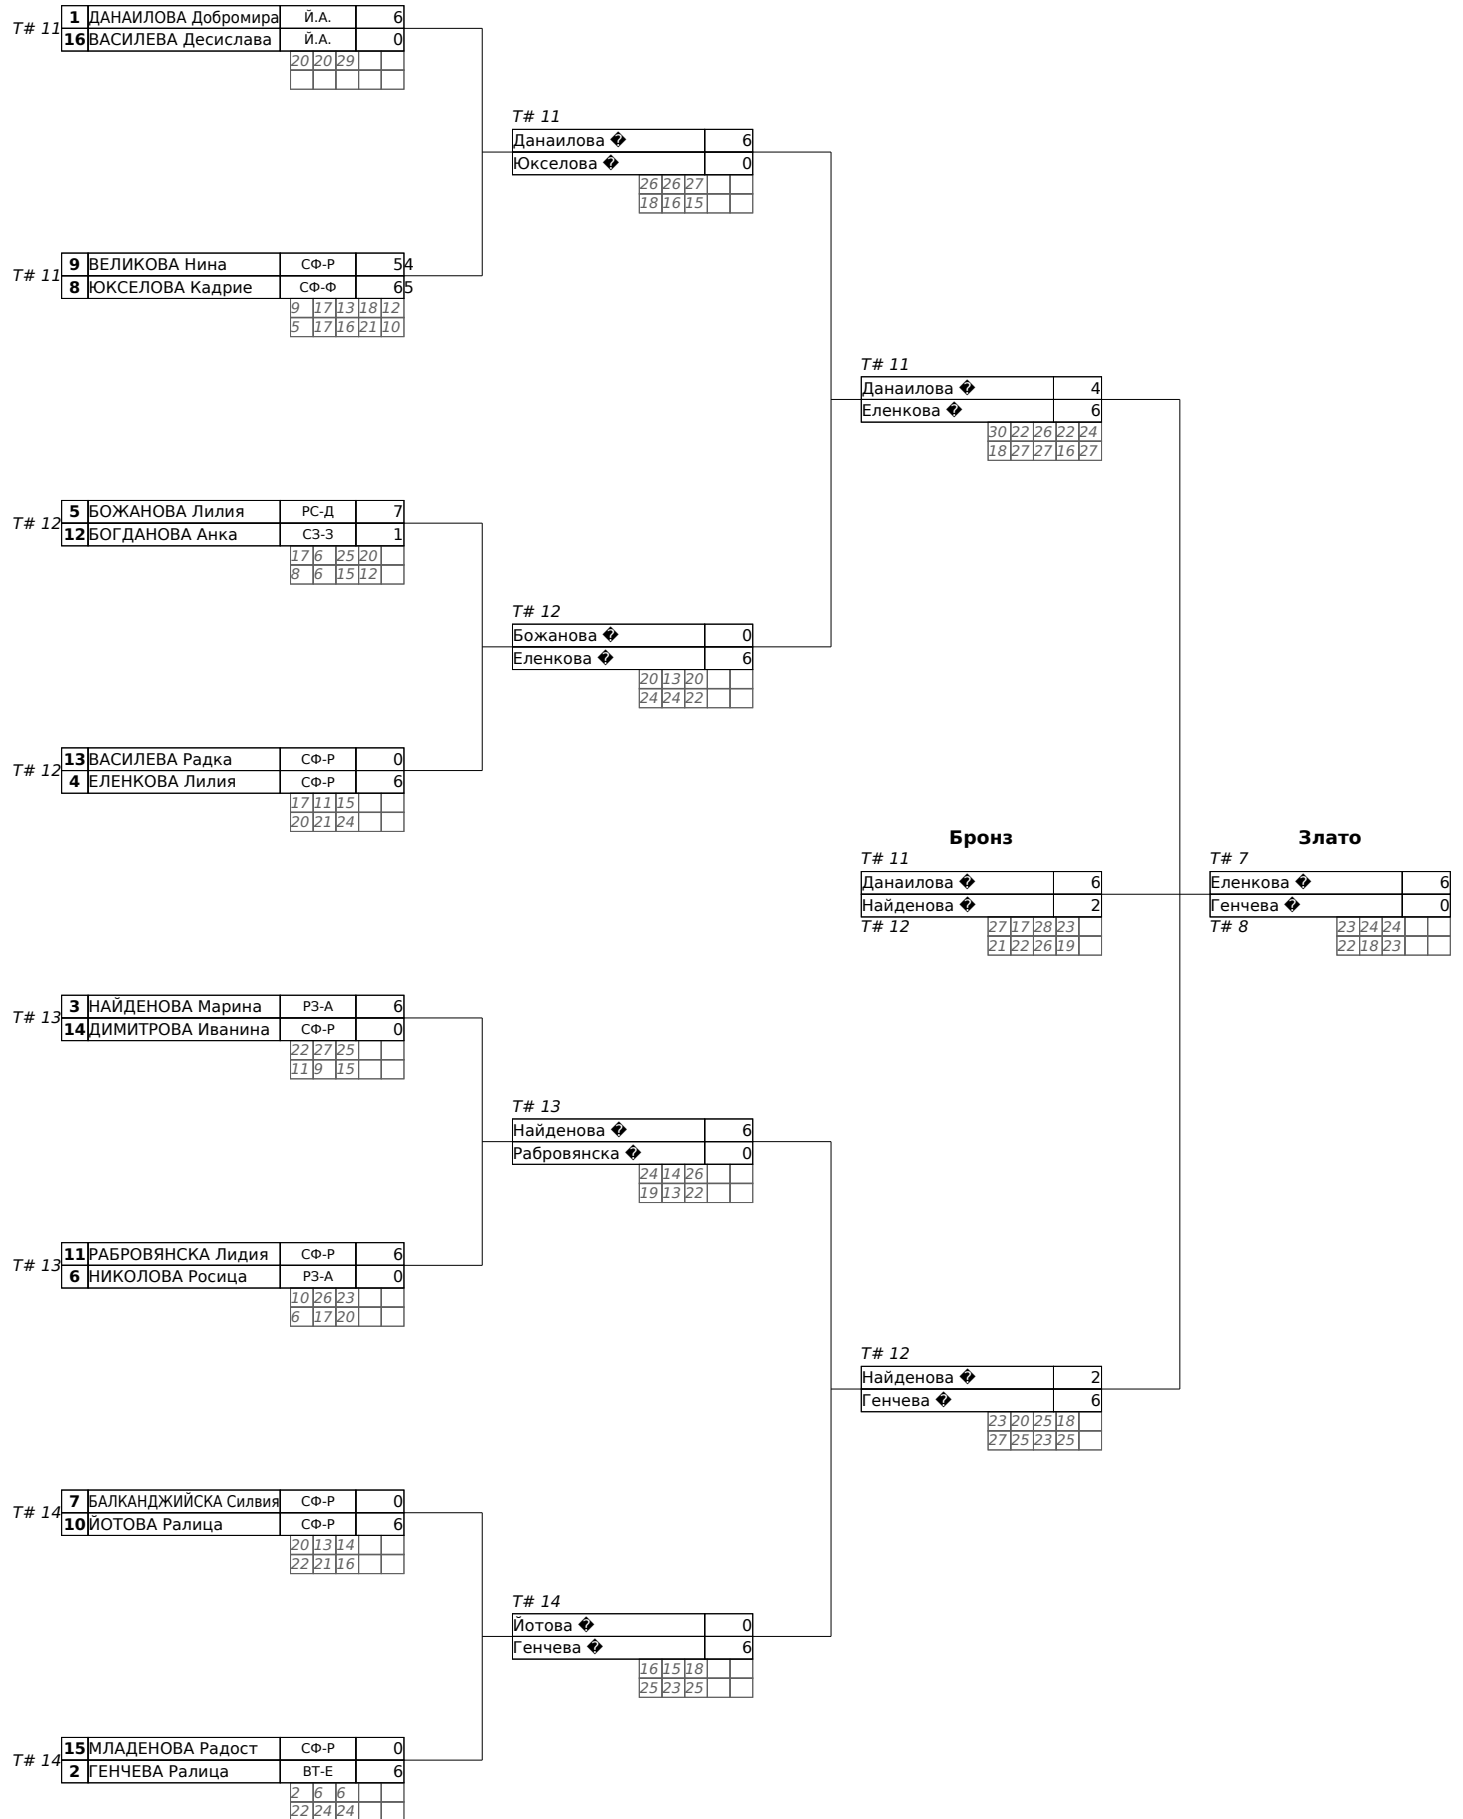 T# 11
1 ДАНАИЛОВА Добромира Й.А. 6
16 ВАСИЛЕВА Десислава Й.А. 0
20 20 29
T# 11
Данаилова � 6
Юкселова � 0
26 26 27
18 16 15
T# 11
9 ВЕЛИКОВА Нина СФ-Р 54
8 ЮКСЕЛОВА Кадрие СФ-Ф 65
9 17 13 18 12
5 17 16 21 10
T# 11
Данаилова � 4
Еленкова � 6
30 22 26 22 24
18 27 27 16 27
T# 12
5 БОЖАНОВА Лилия РС-Д 7
12 БОГДАНОВА Анка СЗ-З 1
17 6 25 20
8 6 15 12
T# 12
Божанова � 0
Еленкова � 6
20 13 20
24 24 22
T# 12
13 ВАСИЛЕВА Радка СФ-Р 0
4 ЕЛЕНКОВА Лилия СФ-Р 6
17 11 15
20 21 24
Бронз
T# 11
Данаилова � 6
Найденова � 2
T# 12 27 17 28 23
21 22 26 19
Злато
T# 7
Еленкова � 6
Генчева � 0
T# 8 23 24 24
22 18 23
T# 13
3 НАЙДЕНОВА Марина РЗ-А 6
14 ДИМИТРОВА Иванина СФ-Р 0
22 27 25
11 9 15
T# 13
Найденова � 6
Рабровянска � 0
24 14 26
19 13 22
T# 13
11 РАБРОВЯНСКА Лидия СФ-Р 6
6 НИКОЛОВА Росица РЗ-А 0
10 26 23
6 17 20
T# 12
Найденова � 2
Генчева � 6
23 20 25 18
27 25 23 25
T# 14
7 БАЛКАНДЖИЙСКА Силвия СФ-Р 0
10 ЙОТОВА Ралица СФ-Р 6
20 13 14
22 21 16
T# 14
Йотова � 0
Генчева � 6
16 15 18
25 23 25
T# 14
15 МЛАДЕНОВА Радост СФ-Р 0
2 ГЕНЧЕВА Ралица ВТ-Е 6
2 6 6
22 24 24